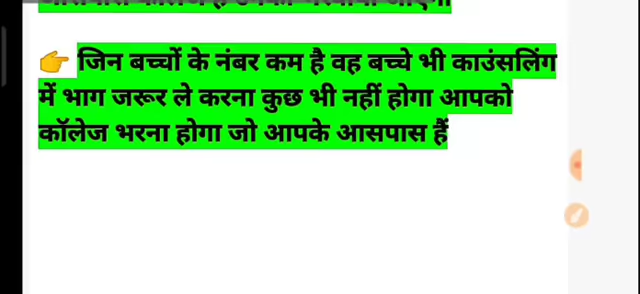 👉 जिन बच्चों के नंबर कम है वह बच्चे भी काउंसलिंग
में भाग जरूर ले करना कुछ भी नहीं होगा आपको
कॉलेज भरना होगा जो आपके आसपास हैं